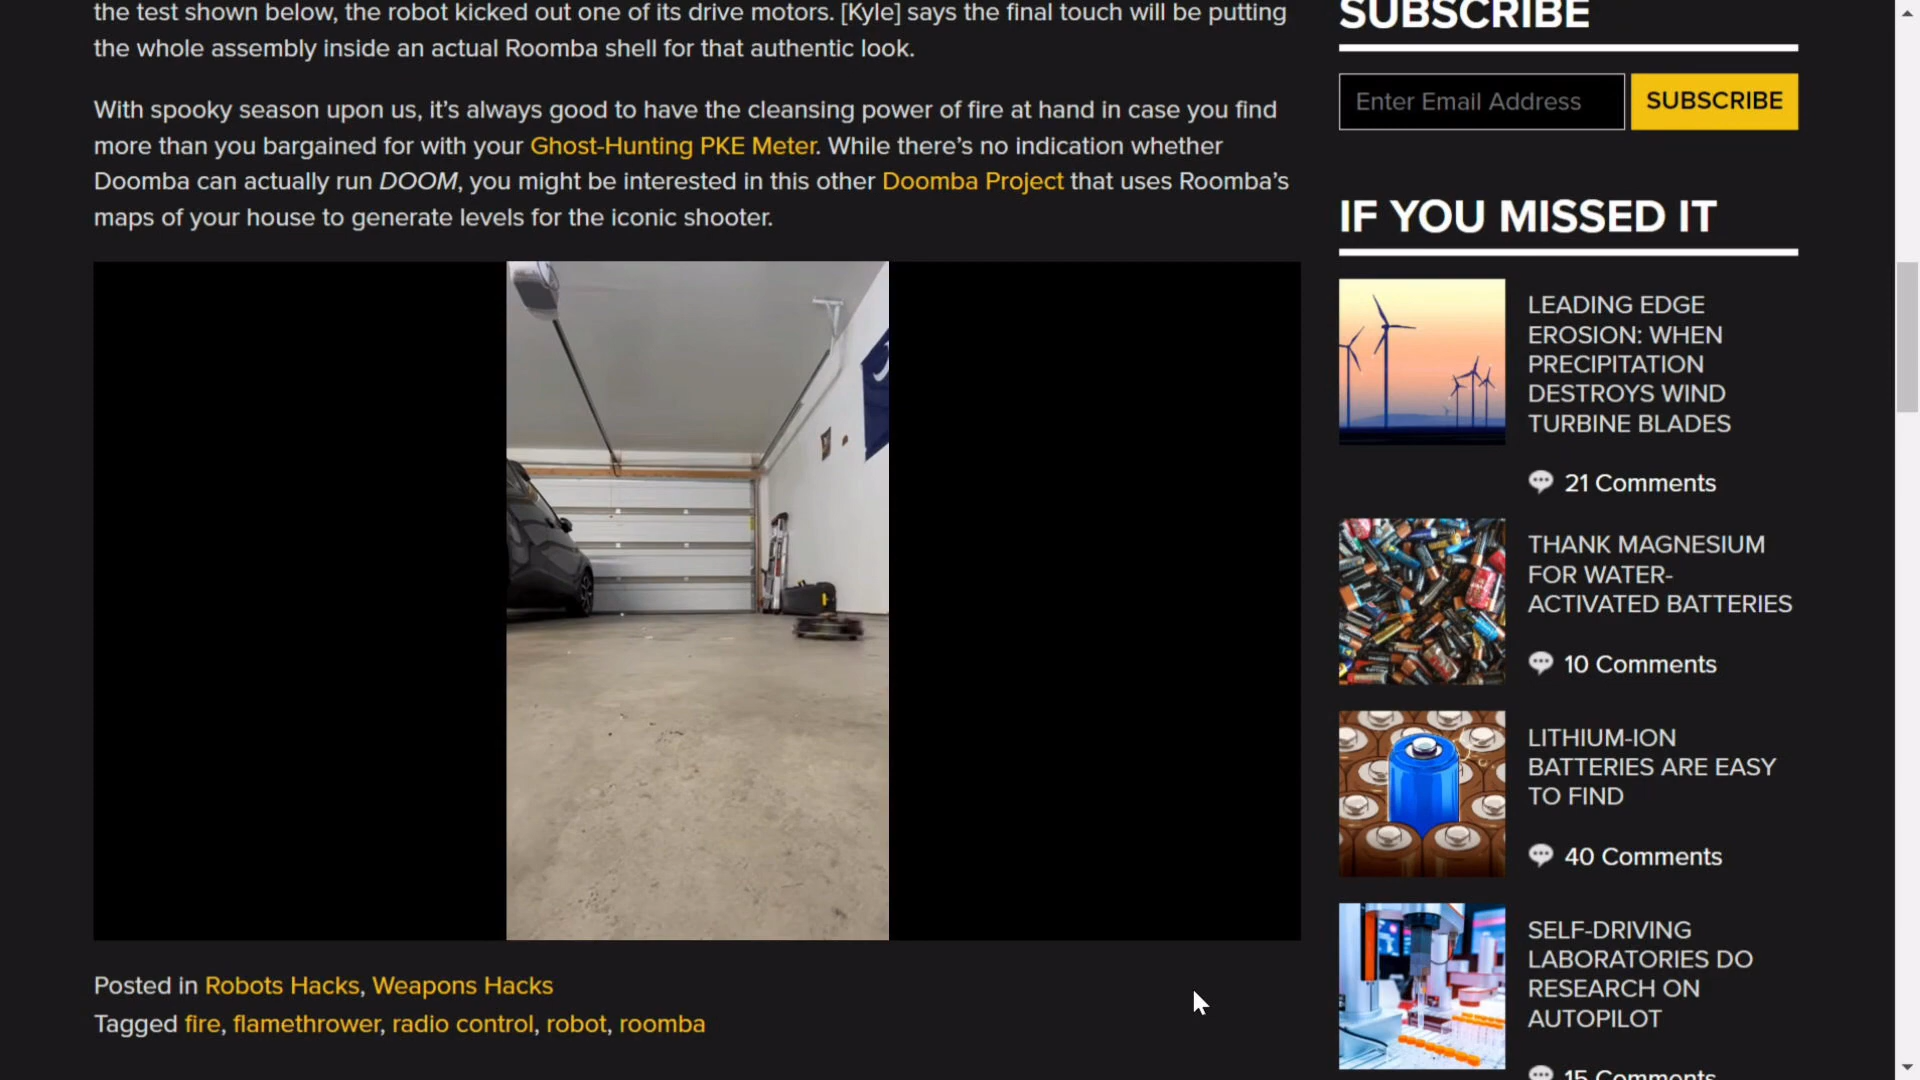 the test shown below, the robot kicked out one of its drive motors. [Kyle] says the final touch will be putting
the whole assembly inside an actual Roomba shell for that authentic look.
With spooky season upon us, it’s always good to have the cleansing power of fire at hand in case you find
more than you bargained for with your Ghost-Hunting PKE Meter. While there’s no indication whether
Doomba can actually run DOOM, you might be interested in this other Doomba Project that uses Roomba’s
maps of your house to generate levels for the iconic shooter.
Posted in Robots Hacks, Weapons Hacks
Tagged fire, flamethrower, radio control, robot, roomba
SUBSCRIBE
Enter Email Address
SUBSCRIBE
IF YOU MISSED IT
LEADING EDGE
EROSION: WHEN
PRECIPITATION
DESTROYS WIND
TURBINE BLADES
21 Comments
THANK MAGNESIUM
FOR WATER-
ACTIVATED BATTERIES
10 Comments
LITHIUM-ION
BATTERIES ARE EASY
TO FIND
40 Comments
SELF-DRIVING
LABORATORIES DO
RESEARCH ON
AUTOPILOT
15 Comments